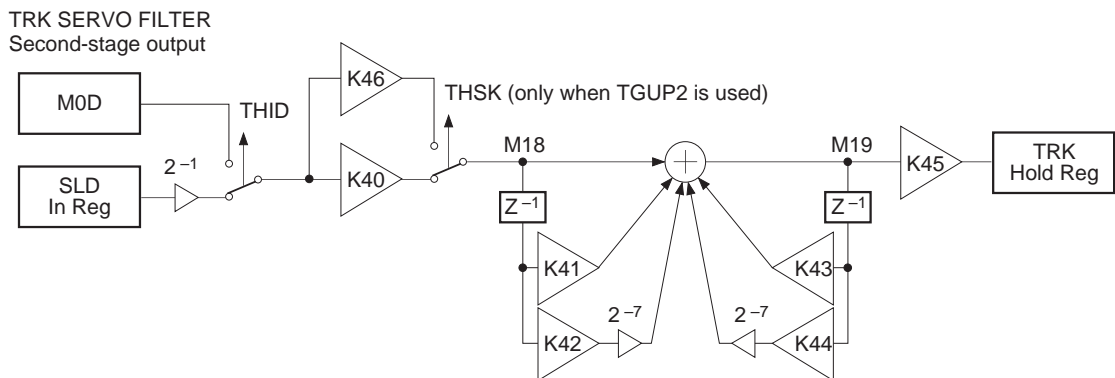 TRK SERVO FILTER
Second-stage output
M0D
THID
K46
THSK (only when TGUP2 is used)
SLD
In Reg
2 –1
K40
M18
M19
K45
TRK
Hold Reg
Z –1
Z –1
K41
K43
K42
2 –7
2 –7
K44